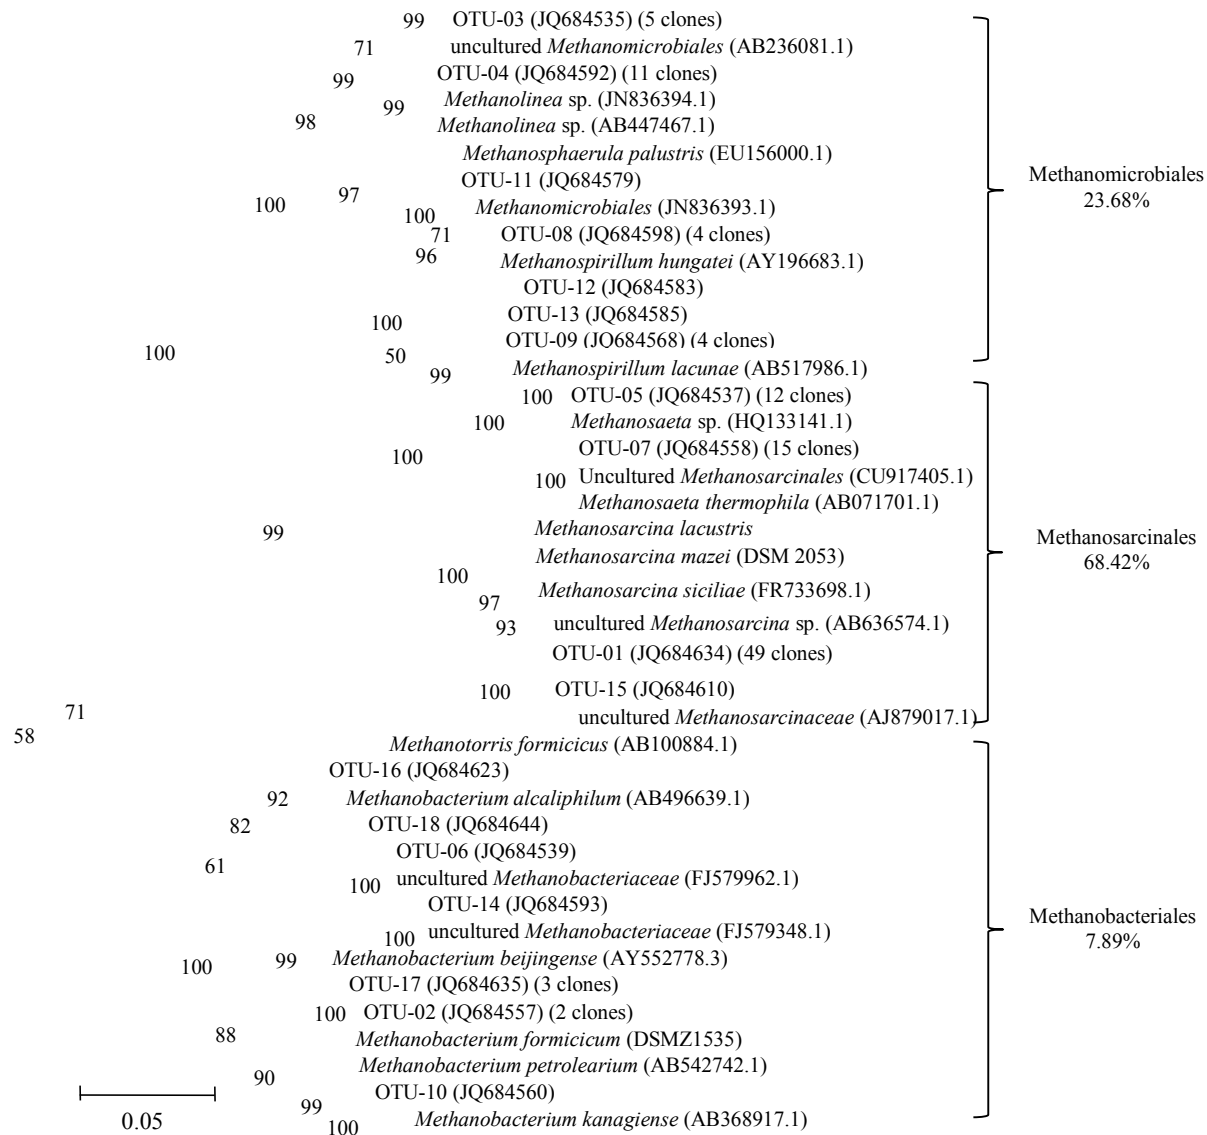 99 OTU-03 (JQ684535) (5 clones)
71 uncultured Methanomicrobiales (AB236081.1)
99 OTU-04 (JQ684592) (11 clones)
99 Methanolinea sp. (JN836394.1)
98 Methanolinea sp. (AB447467.1)
Methanosphaerula palustris (EU156000.1)
OTU-11 (JQ684579)
97
100 100 Methanomicrobiales (JN836393.1)
71 OTU-08 (JQ684598) (4 clones)
96 Methanospirillum hungatei (AY196683.1)
OTU-12 (JQ684583)
OTU-13 (JQ684585)
100
OTU-09 (JQ684568) (4 clones)
100 50
99 Methanospirillum lacunae (AB517986.1)
Methanomicrobiales
23.68%
100 OTU-05 (JQ684537) (12 clones)
100 Methanosaeta sp. (HQ133141.1)
OTU-07 (JQ684558) (15 clones)
100
100 Uncultured Methanosarcinales (CU917405.1)
Methanosaeta thermophila (AB071701.1)
99 Methanosarcina lacustris
Methanosarcina mazei (DSM 2053)
100
97 Methanosarcina siciliae (FR733698.1)
93 uncultured Methanosarcina sp. (AB636574.1)
OTU-01 (JQ684634) (49 clones)
100 OTU-15 (JQ684610)
uncultured Methanosarcinaceae (AJ879017.1)
Methanosarcinales
68.42%
71
58
Methanotorris formicicus (AB100884.1)
OTU-16 (JQ684623)
92 Methanobacterium alcaliphilum (AB496639.1)
82 OTU-18 (JQ684644)
OTU-06 (JQ684539)
61
100 uncultured Methanobacteriaceae (FJ579962.1)
OTU-14 (JQ684593)
100 uncultured Methanobacteriaceae (FJ579348.1)
100 99 Methanobacterium beijingense (AY552778.3)
OTU-17 (JQ684635) (3 clones)
100 OTU-02 (JQ684557) (2 clones)
88 Methanobacterium formicicum (DSMZ1535)
Methanobacterium petrolearium (AB542742.1)
90
OTU-10 (JQ684560)
99
100 Methanobacterium kanagiense (AB368917.1)
Methanobacteriales
7.89%
0.05